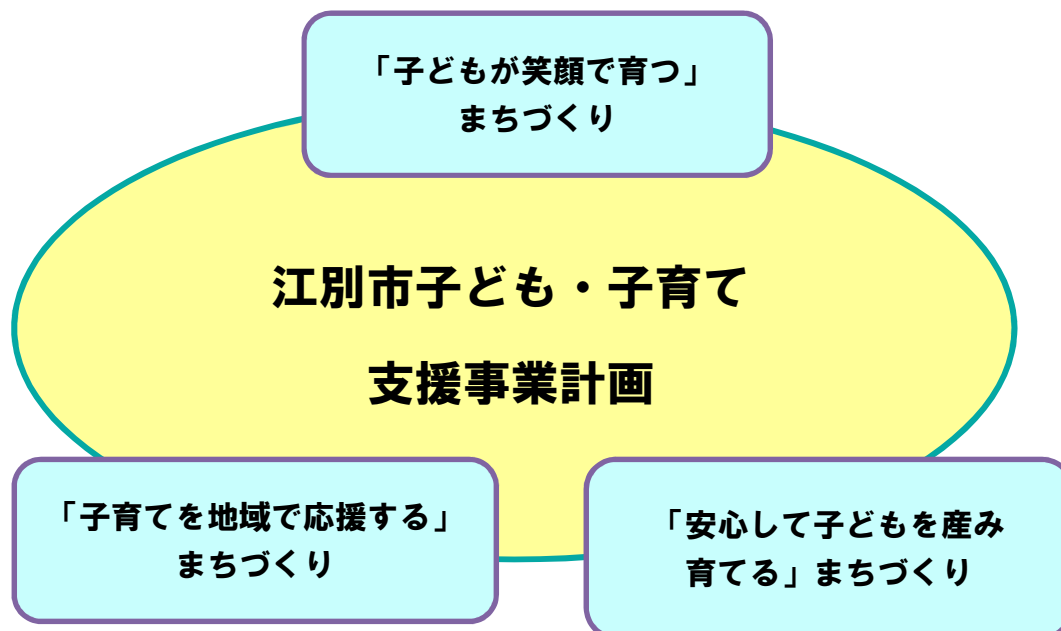 「子どもが笑顔で育つ」
まちづくり
江別市子ども・子育て
支援事業計画
「子育てを地域で応援する」
まちづくり
「安心して子どもを産み
育てる」まちづくり